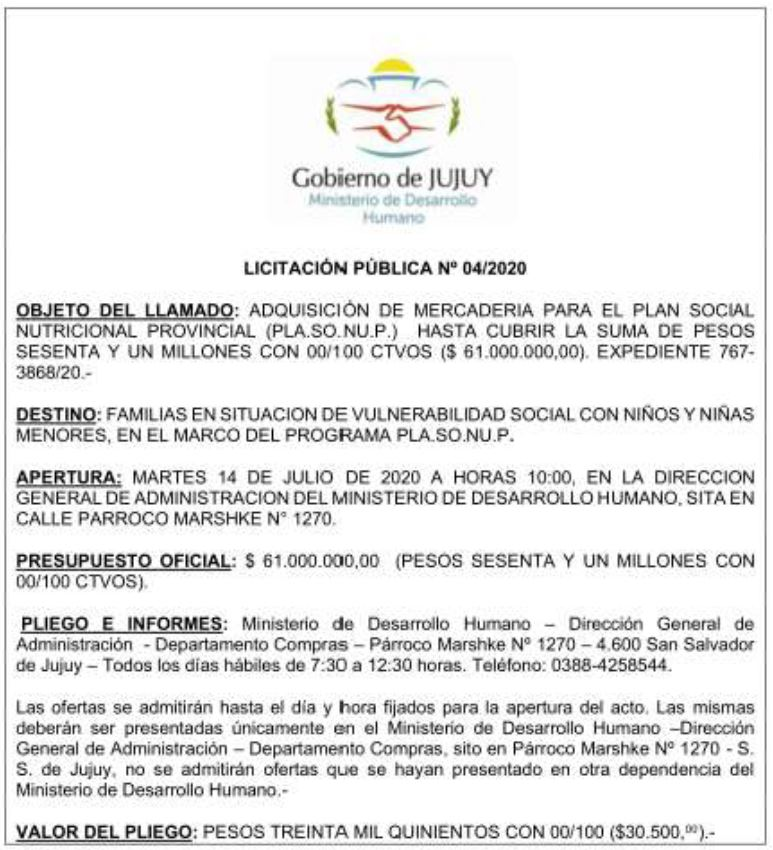 Gobierno de JUJUY
Ministerio de Desarrollo
Humano
LICITACIÓN PÚBLICA Nº 04/2020
OBJETO DEL LLAMADO: ADQUISICIÓN DE MERCADERIA PARA EL PLAN SOCIAL
NUTRICIONAL PROVINCIAL (PLA.SO.NU.P.) HASTA CUBRIR LA SUMA DE PESOS
SESENTA Y UN MILLONES CON 00/100 CTVOS ($ 61.000.000,00). EXPEDIENTE 767-
3868/20.-
DESTINO: FAMILIAS EN SITUACION DE VULNERABILIDAD SOCIAL CON NIÑOS Y NIÑAS
MENORES, EN EL MARCO DEL PROGRAMA PLA.SO.NU.P.
APERTURA: MARTES 14 DE JULIO DE 2020 A HORAS 10:00, EN LA DIRECCION
GENERAL DE ADMINISTRACION DEL MINISTERIO DE DESARROLLO HUMANO, SITA EN
CALLE PARROCO MARSHKE N° 1270.
PRESUPUESTO OFICIAL: $ 61.000.000,00 (PESOS SESENTA Y UN MILLONES CON
00/100 CTVOS).
PLIEGO E INFORMES: Ministerio de Desarrollo Humano – Dirección General de
Administración - Departamento Compras – Párroco Marshke Nº 1270 – 4.600 San Salvador
de Jujuy – Todos los días hábiles de 7:30 a 12:30 horas. Teléfono: 0388-4258544.
Las ofertas se admitirán hasta el día y hora fijados para la apertura del acto. Las mismas
deberán ser presentadas únicamente en el Ministerio de Desarrollo Humano –Dirección
General de Administración – Departamento Compras, sito en Párroco Marshke Nº 1270 - S.
S. de Jujuy, no se admitirán ofertas que se hayan presentado en otra dependencia del
Ministerio de Desarrollo Humano.-
VALOR DEL PLIEGO: PESOS TREINTA MIL QUINIENTOS CON 00/100 ($30.500,⁰⁰).-